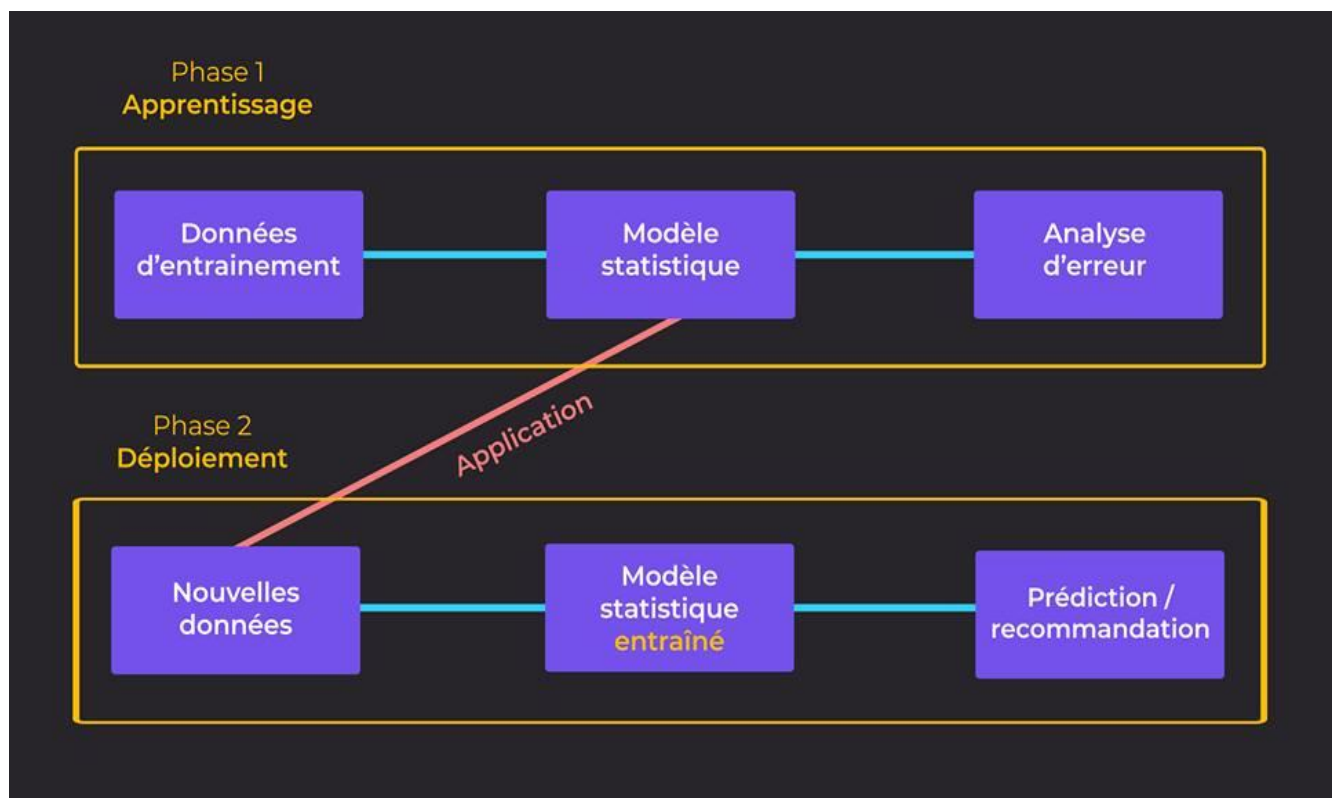 Phase 1
Apprentissage
Données
d'entrainement
Modèle
statistique
Analyse
d'erreur
Application
Phase 2
Déploiement
Nouvelles
données
Modèle
statistique
entraîné
Prédiction /
recommandation